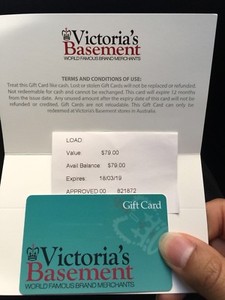 Victoria's
Basement
WORLD FAMOUS BRAND MERCHANTS
TERMS AND CONDITIONS OF USE:
Treat this Gift Card like cash. Lost or stolen Gift Cards will not be replaced or refunded.
Not redeemable for cash and cannot be exchanged. This card will expire 12 months
from the issue date. Any unused amount after the expiry date of this card will not be
refunded or credited. Gift Cards are not reloadable. This Gift Card can only be
redeemed at Victoria's Basement stores in Australia.
LOAD
Value: $79.00
Avail Balance: $79.00
Expires: 18/03/19
APPROVED 00 821872
Gift Card
Victoria's
Basement
WORLD FAMOUS BRAND MERCHANTS